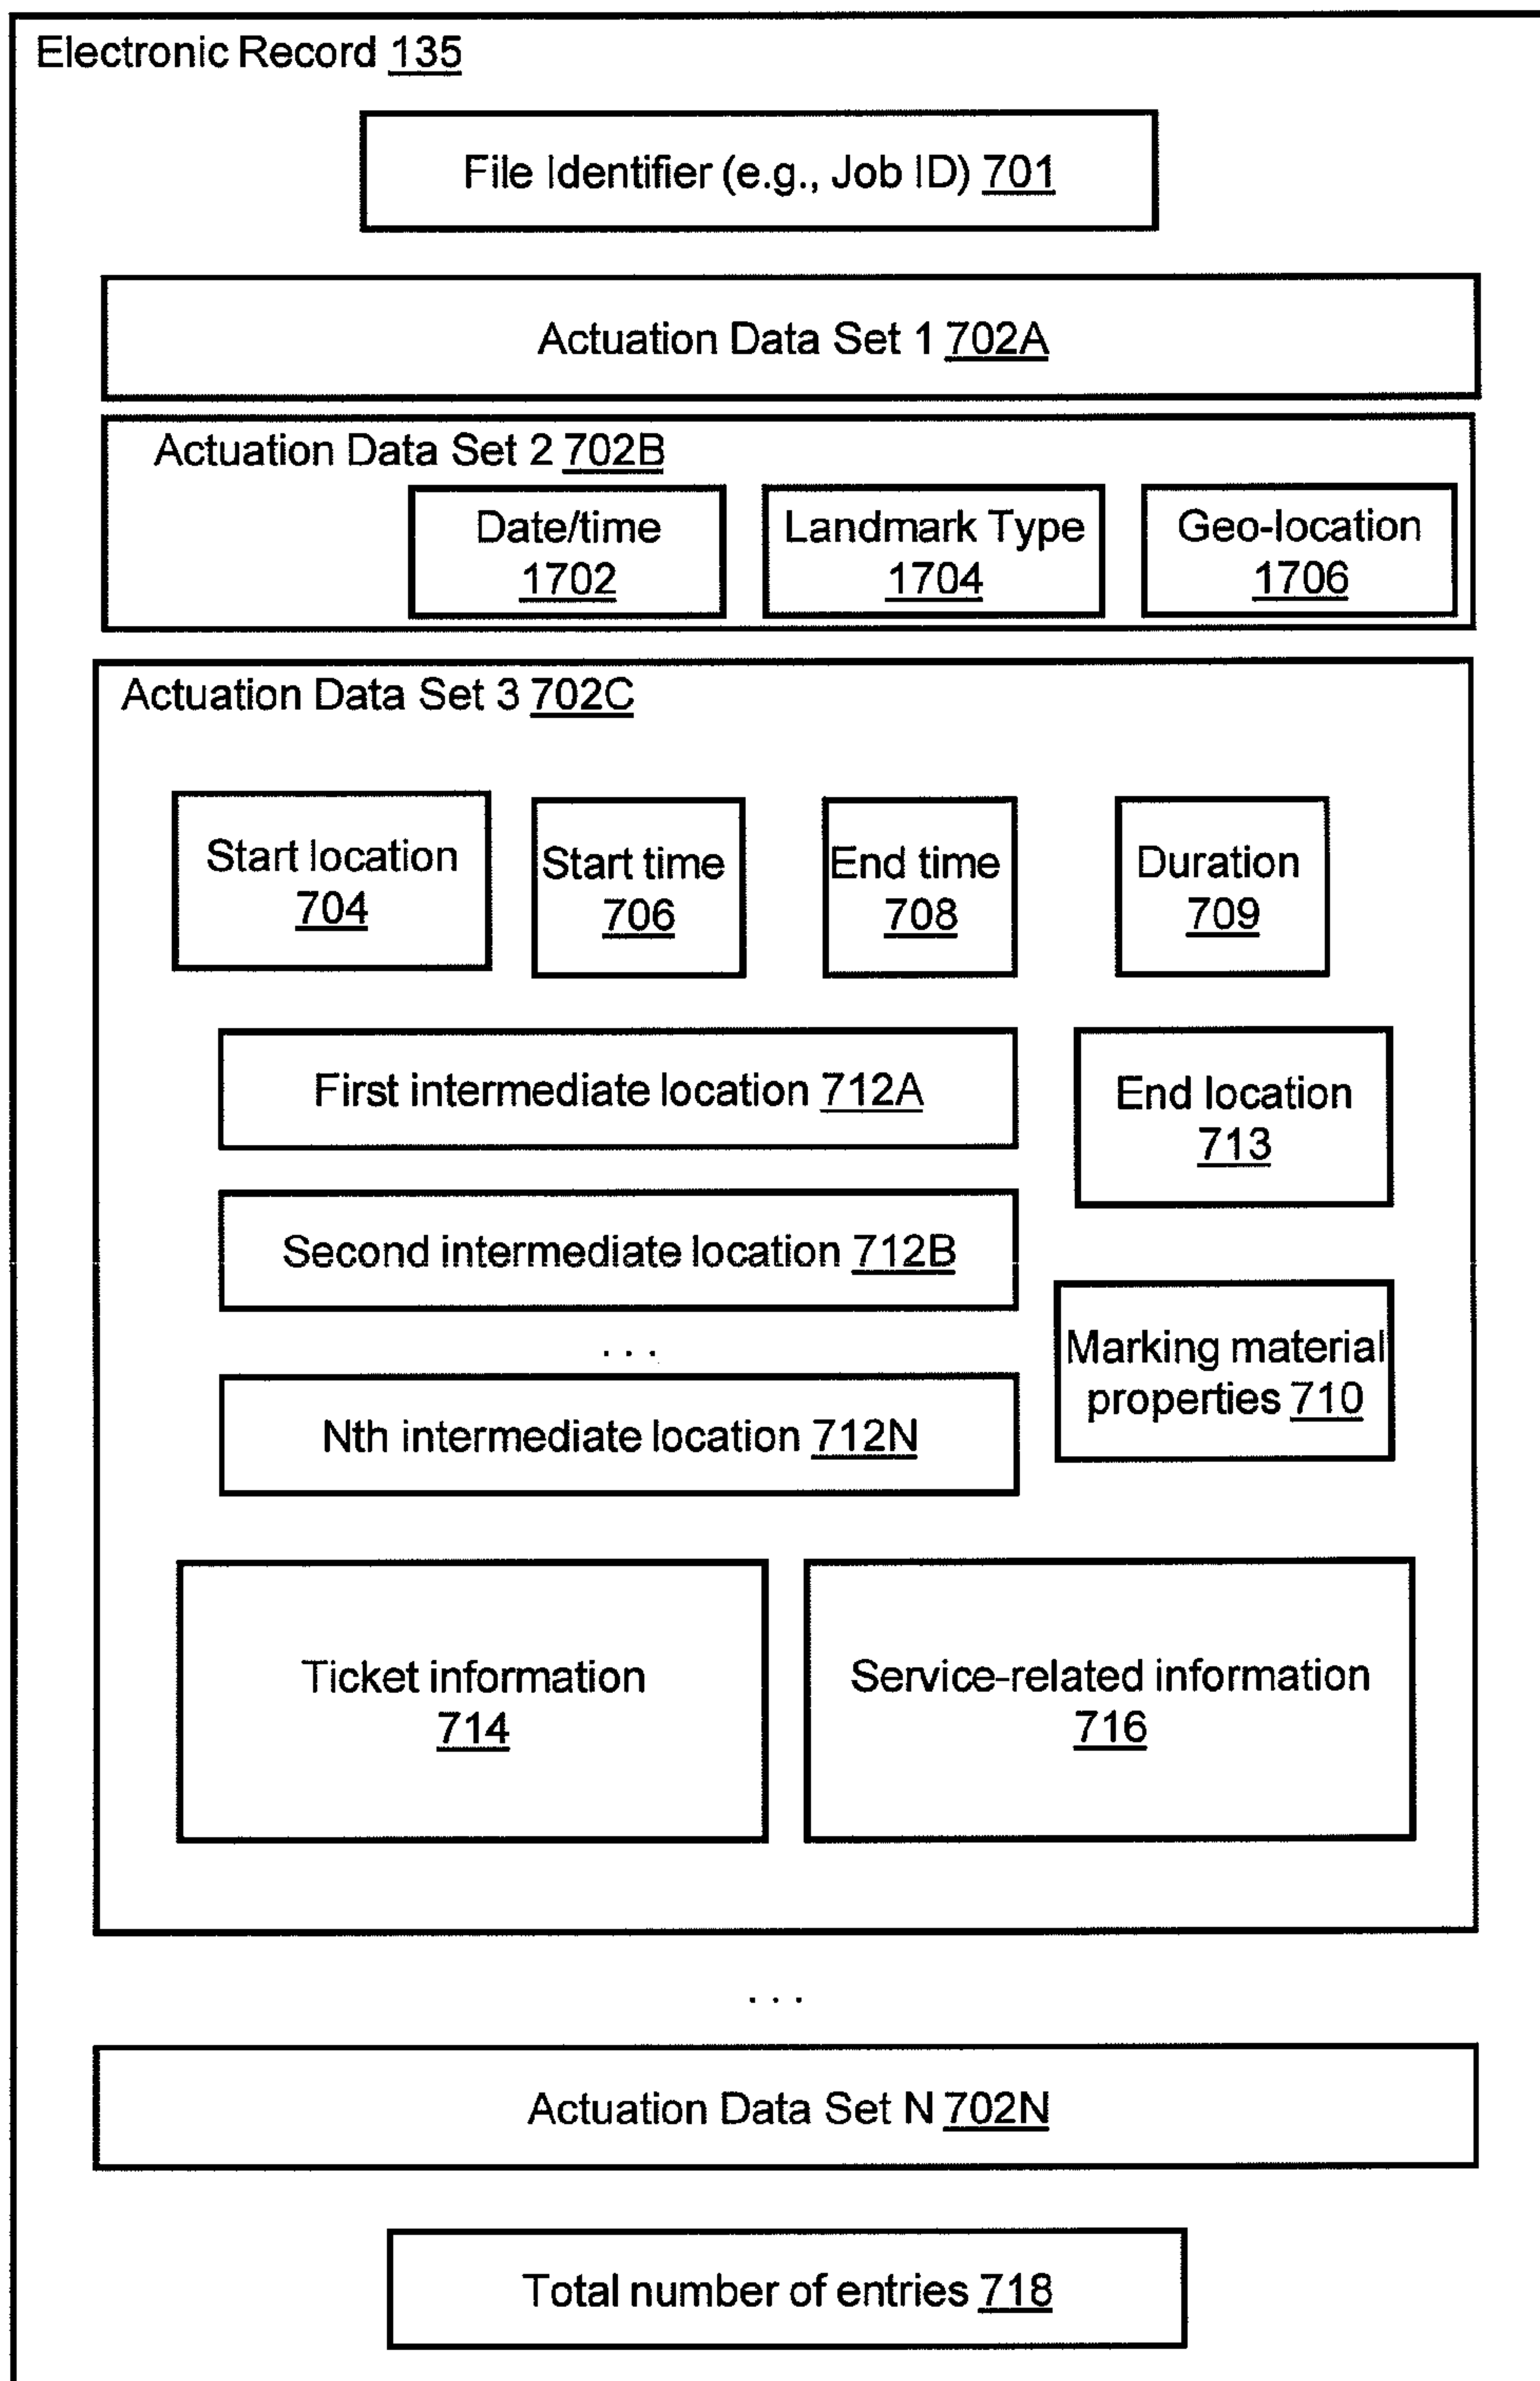 Electronic Record 135
File Identifier (e.g., Job ID) 701
Actuation Data Set 1 702A
Actuation Data Set 2 702B
Date/time
1702
Landmark Type
1704
Geo-location
1706
Actuation Data Set 3 702C
Start location
704
Start time
706
End time
708
Duration
709
First intermediate location 712A
End location
713
Second intermediate location 712B
. . .
Marking material
properties 710
Nth intermediate location 712N
Ticket information
714
Service-related information
716
. . .
Actuation Data Set N 702N
Total number of entries 718